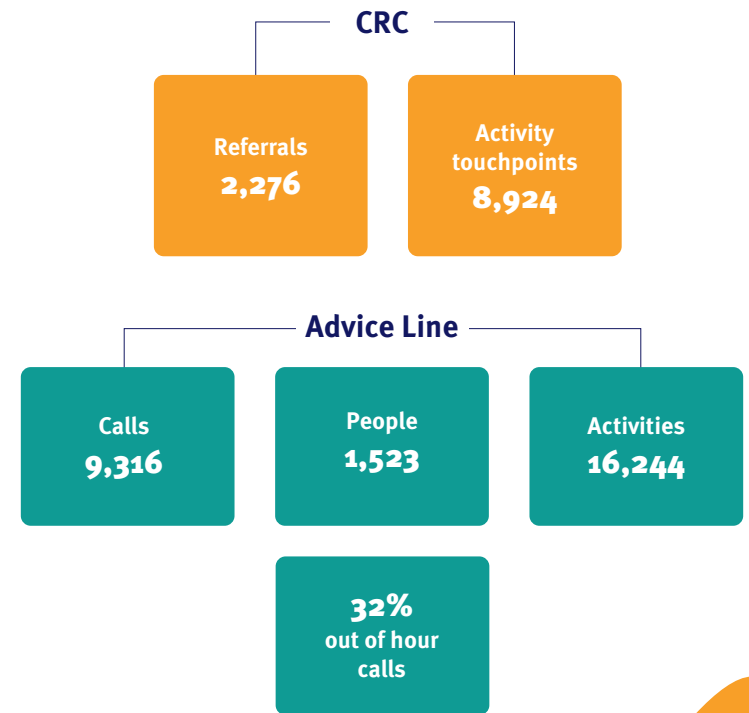 CRC
Referrals
2,276
Activity
touchpoints
8,924
Advice Line
Calls
9,316
People
1,523
Activities
16,244
32%
out of hour
calls